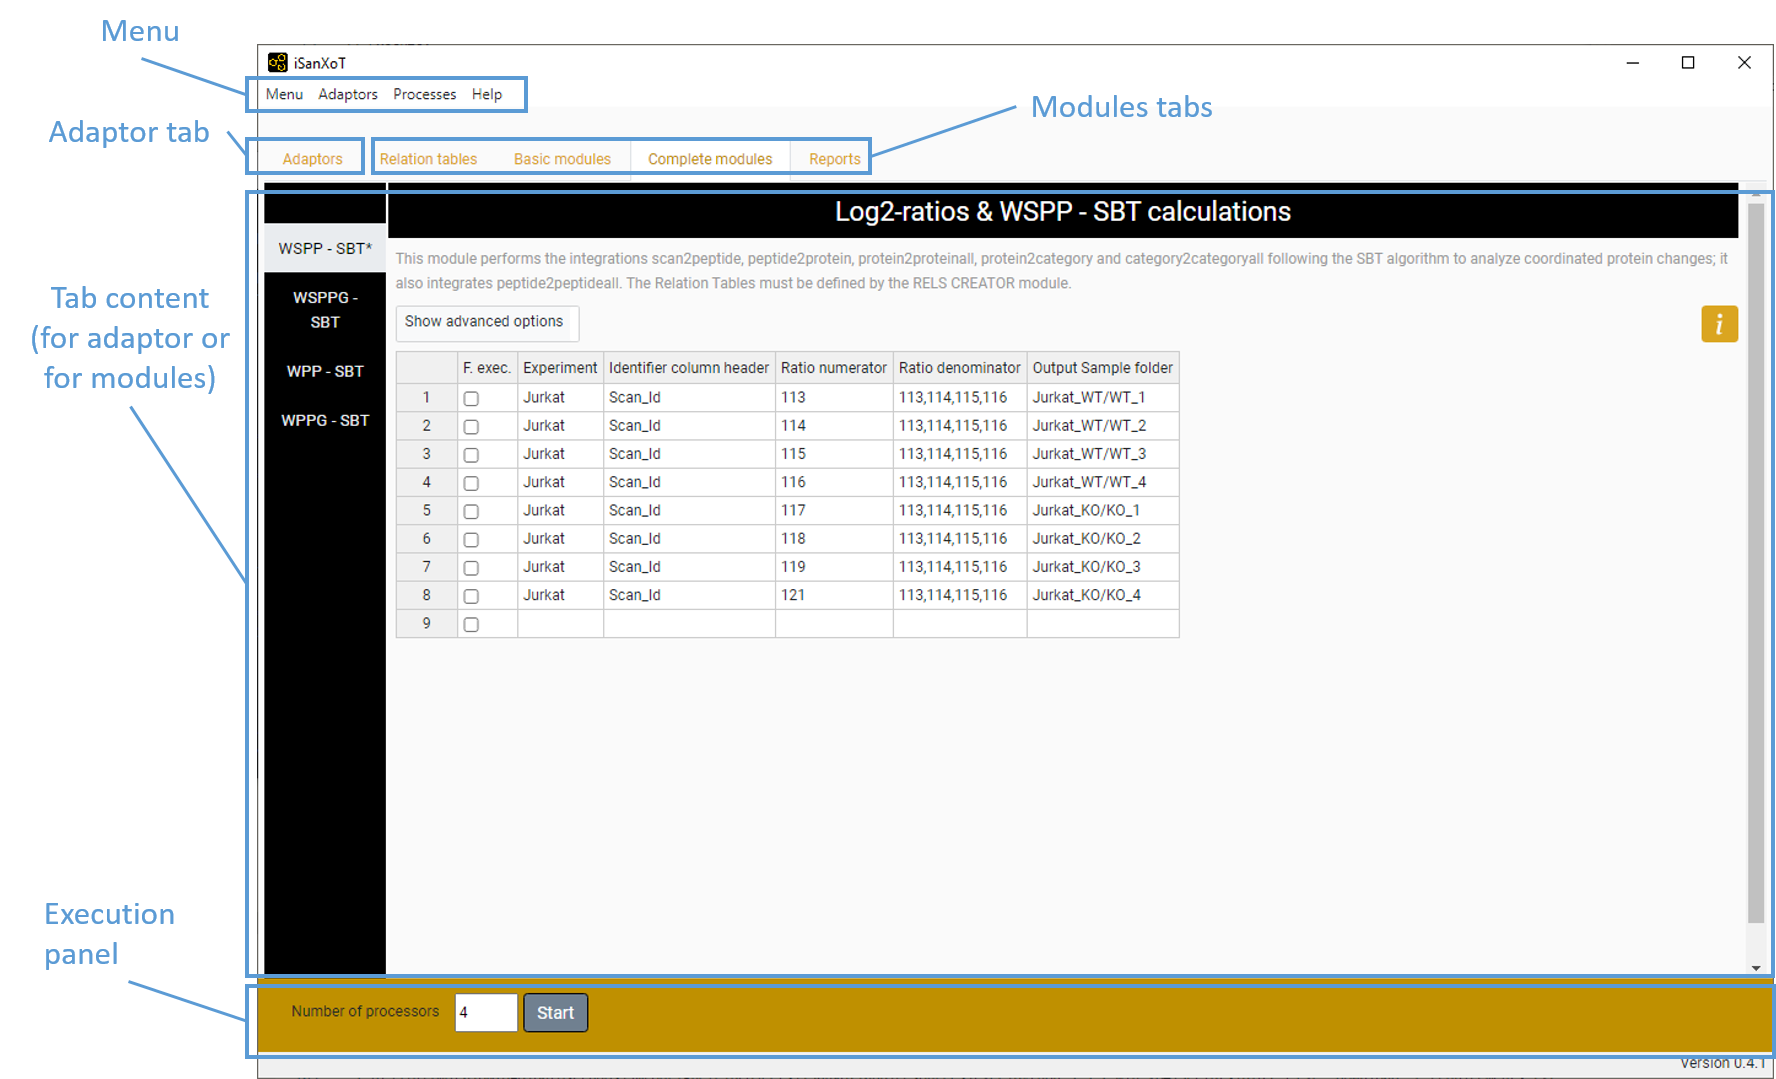 Menu
iSanXoT
Menu Adaptors Processes Help
Modules tabs
Adaptor tab
Adaptors Relation tables Basic modules Complete modules Reports
Log2-ratios & WSPP - SBT calculations
WSPP - SBT*
WSPPG -
SBT
WPP - SBT
WPPG - SBT
This module performs the integrations scan2peptide, peptide2protein, protein2proteinall, protein2category and category2categoryall following the SBT algorithm to analyze coordinated protein changes; it
also integrates peptide2peptideall. The Relation Tables must be defined by the RELS CREATOR module.
Tab content
(for adaptor or
for modules)
Show advanced options
i
F. exec. Experiment Identifier column header Ratio numerator Ratio denominator Output Sample folder
1 Jurkat Scan_Id 113 113,114,115,116 Jurkat_WT/WT_1
2 Jurkat Scan_Id 114 113,114,115,116 Jurkat_WT/WT_2
3 Jurkat Scan_Id 115 113,114,115,116 Jurkat_WT/WT_3
4 Jurkat Scan_Id 116 113,114,115,116 Jurkat_WT/WT_4
5 Jurkat Scan_Id 117 113,114,115,116 Jurkat_KO/KO_1
6 Jurkat Scan_Id 118 113,114,115,116 Jurkat_KO/KO_2
7 Jurkat Scan_Id 119 113,114,115,116 Jurkat_KO/KO_3
8 Jurkat Scan_Id 121 113,114,115,116 Jurkat_KO/KO_4
9
Execution
panel
Number of processors 4 Start
Version 0.4.1